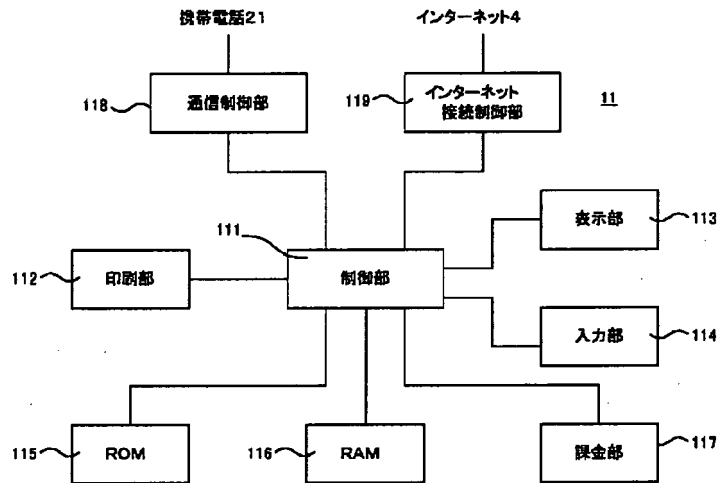 携帯電話21
インターネット4
118
通信制御部
119
インターネット
接続制御部
11
111
制御部
112
印刷部
表示部
113
入力部
114
115
ROM
116
RAM
課金部
117